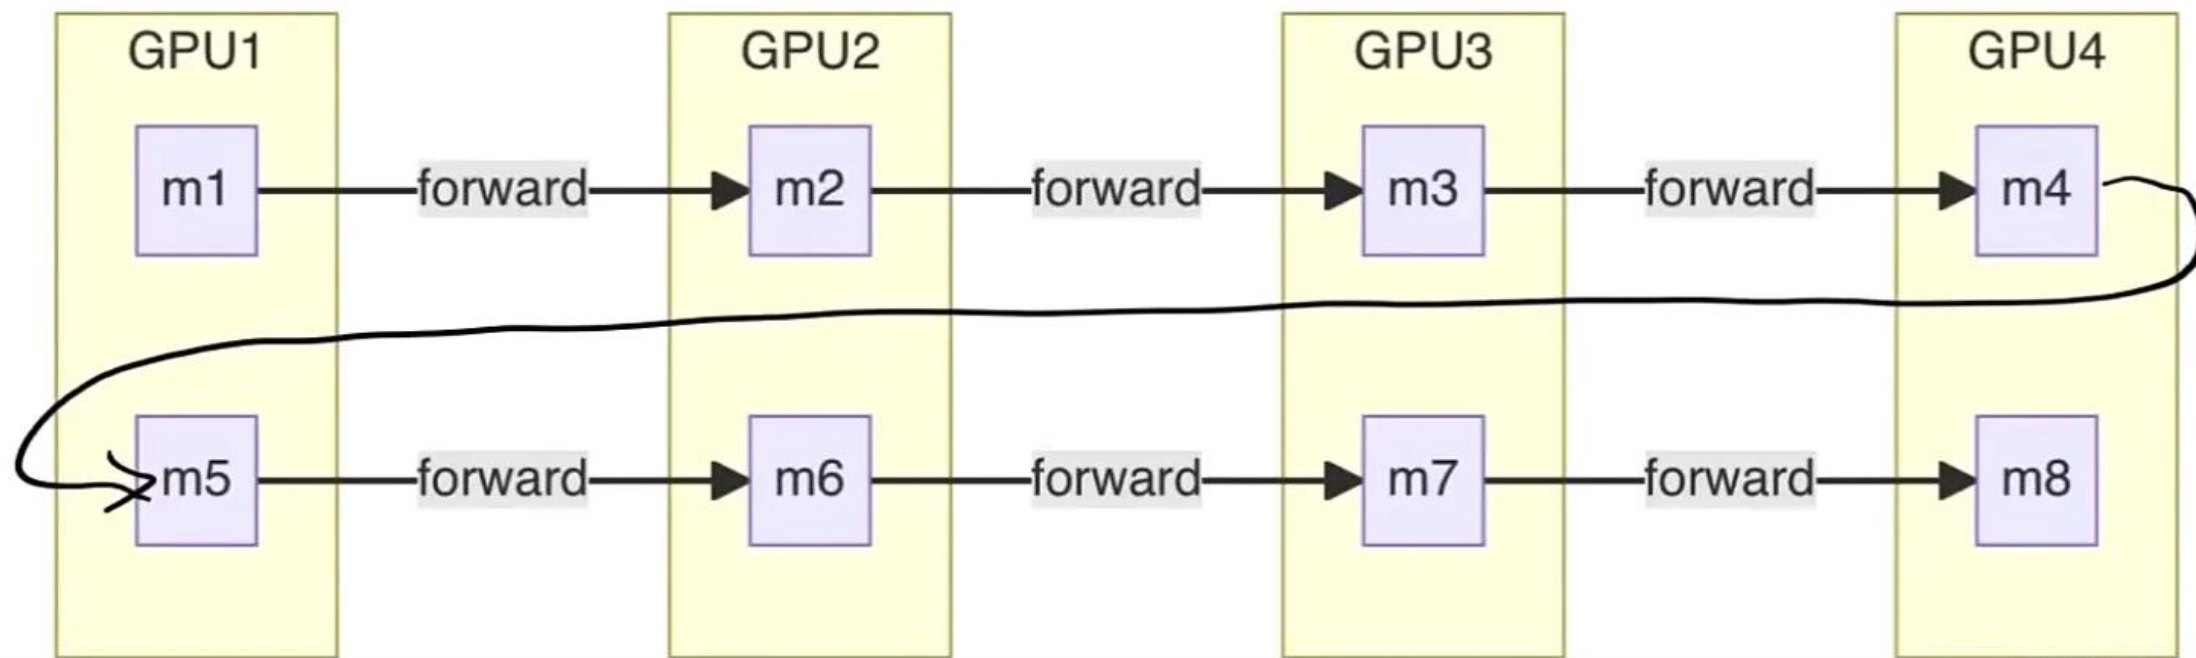 GPU1 GPU2 GPU3 GPU4
m1 forward m2 forward m3 forward m4
m5 forward m6 forward m7 forward m8